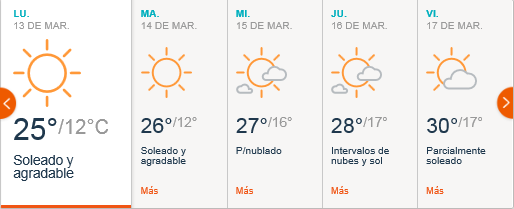 LU.
13 DE MAR.
25°/12°C
Soleado y
agradable
MA.
14 DE MAR.
26°/12°
Soleado y
agradable
Más
MI.
15 DE MAR.
27°/16°
P/nublado
Más
JU.
16 DE MAR.
28°/17°
Intervalos de
nubes y sol
Más
VI.
17 DE MAR.
30°/17°
Parcialmente
soleado
Más